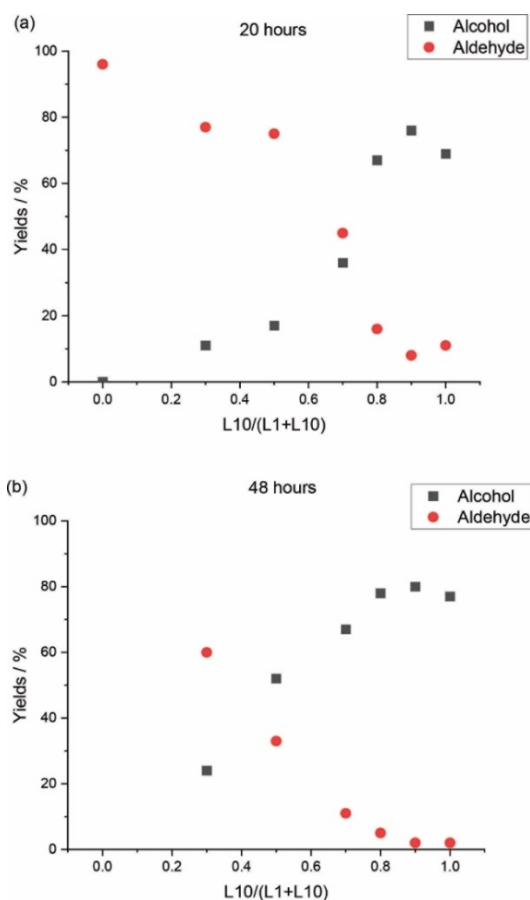 (a)
20 hours
Alcohol
Aldehyde
100
80
60
40
20
0
Yields / %
0.0 0.2 0.4 0.6 0.8 1.0
L10/(L1+L10)
(b)
48 hours
Alcohol
Aldehyde
100
80
60
40
20
0
Yields / %
0.0 0.2 0.4 0.6 0.8 1.0
L10/(L1+L10)